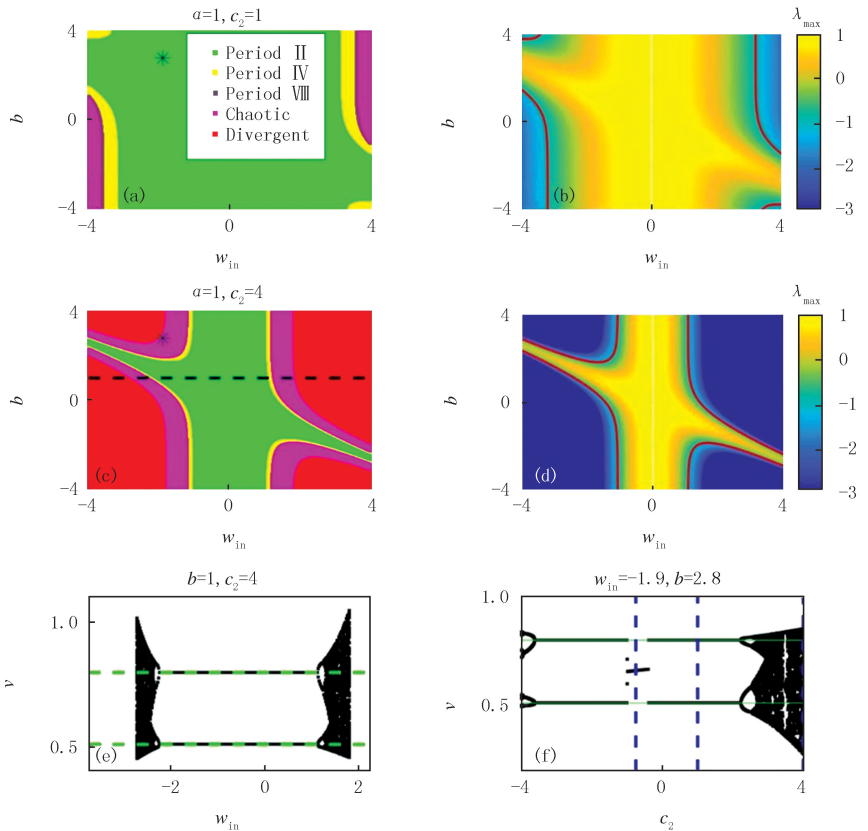 a=1, c₂=1
4
b
0
-4
Period Ⅱ
Period Ⅳ
Period Ⅷ
Chaotic
Divergent
(a)
-4 0 4
w_in
4
b
0
-4
(b)
-4 0 4
w_in
λ_max
1
0
-1
-2
-3
a=1, c₂=4
4
b
0
-4
(c)
-4 0 4
w_in
4
b
0
-4
(d)
-4 0 4
w_in
λ_max
1
0
-1
-2
-3
b=1, c₂=4
1.0
v
0.5
(e)
-2 0 2
w_in
w_in=-1.9, b=2.8
1.0
v
0.5
(f)
-4 0 4
c₂